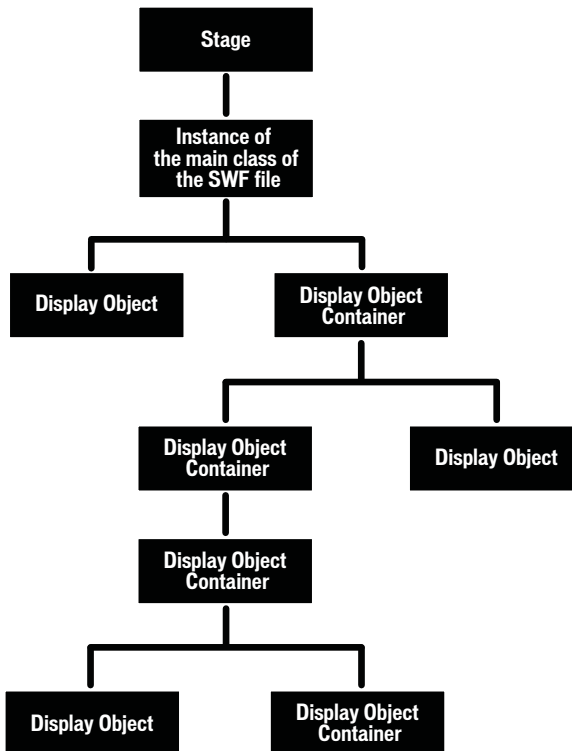 Stage
Instance of
the main class of
the SWF file
Display Object
Display Object
Container
Display Object
Container
Display Object
Display Object
Container
Display Object
Display Object
Container